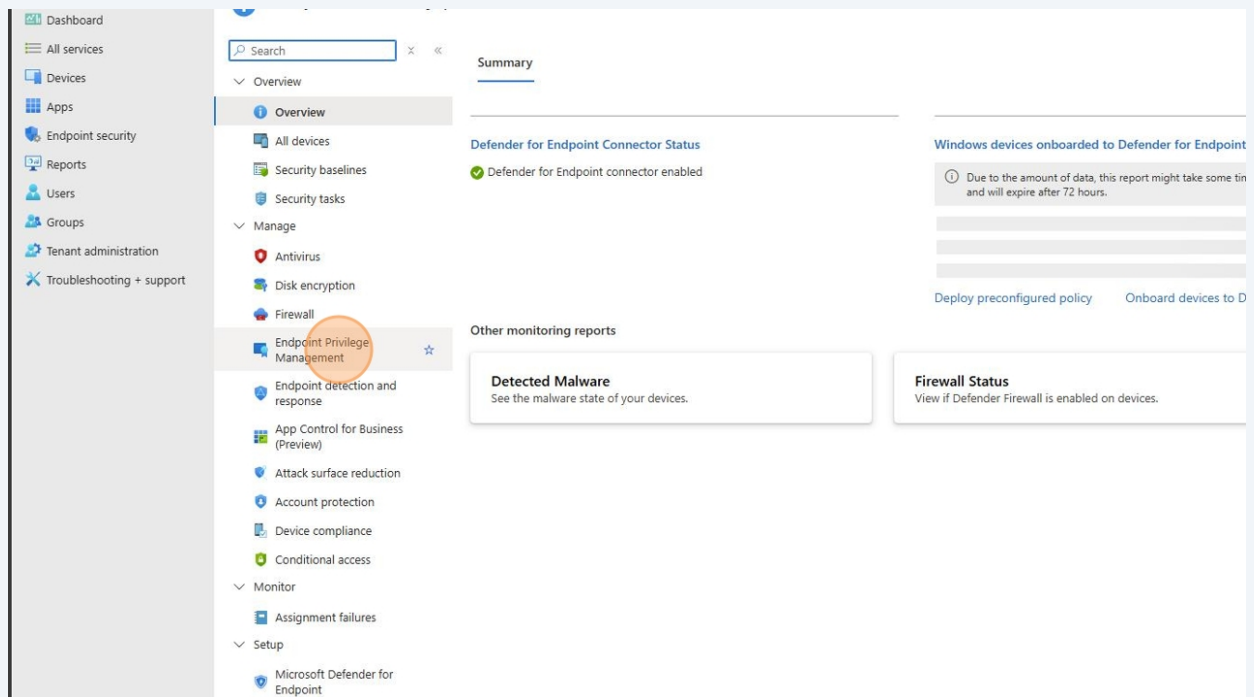 Dashboard
All services
Devices
Apps
Endpoint security
Reports
Users
Groups
Tenant administration
Troubleshooting + support
Search
Overview
Overview
All devices
Security baselines
Security tasks
Manage
Antivirus
Disk encryption
Firewall
Endpoint Privilege
Management
Endpoint detection and
response
App Control for Business
(Preview)
Attack surface reduction
Account protection
Device compliance
Conditional access
Monitor
Assignment failures
Setup
Microsoft Defender for
Endpoint
Summary
Defender for Endpoint Connector Status
Defender for Endpoint connector enabled
Windows devices onboarded to Defender for Endpoint
Due to the amount of data, this report might take some
and will expire after 72 hours.
Deploy preconfigured policy
Onboard devices to
Other monitoring reports
Detected Malware
See the malware state of your devices.
Firewall Status
View if Defender Firewall is enabled on devices.